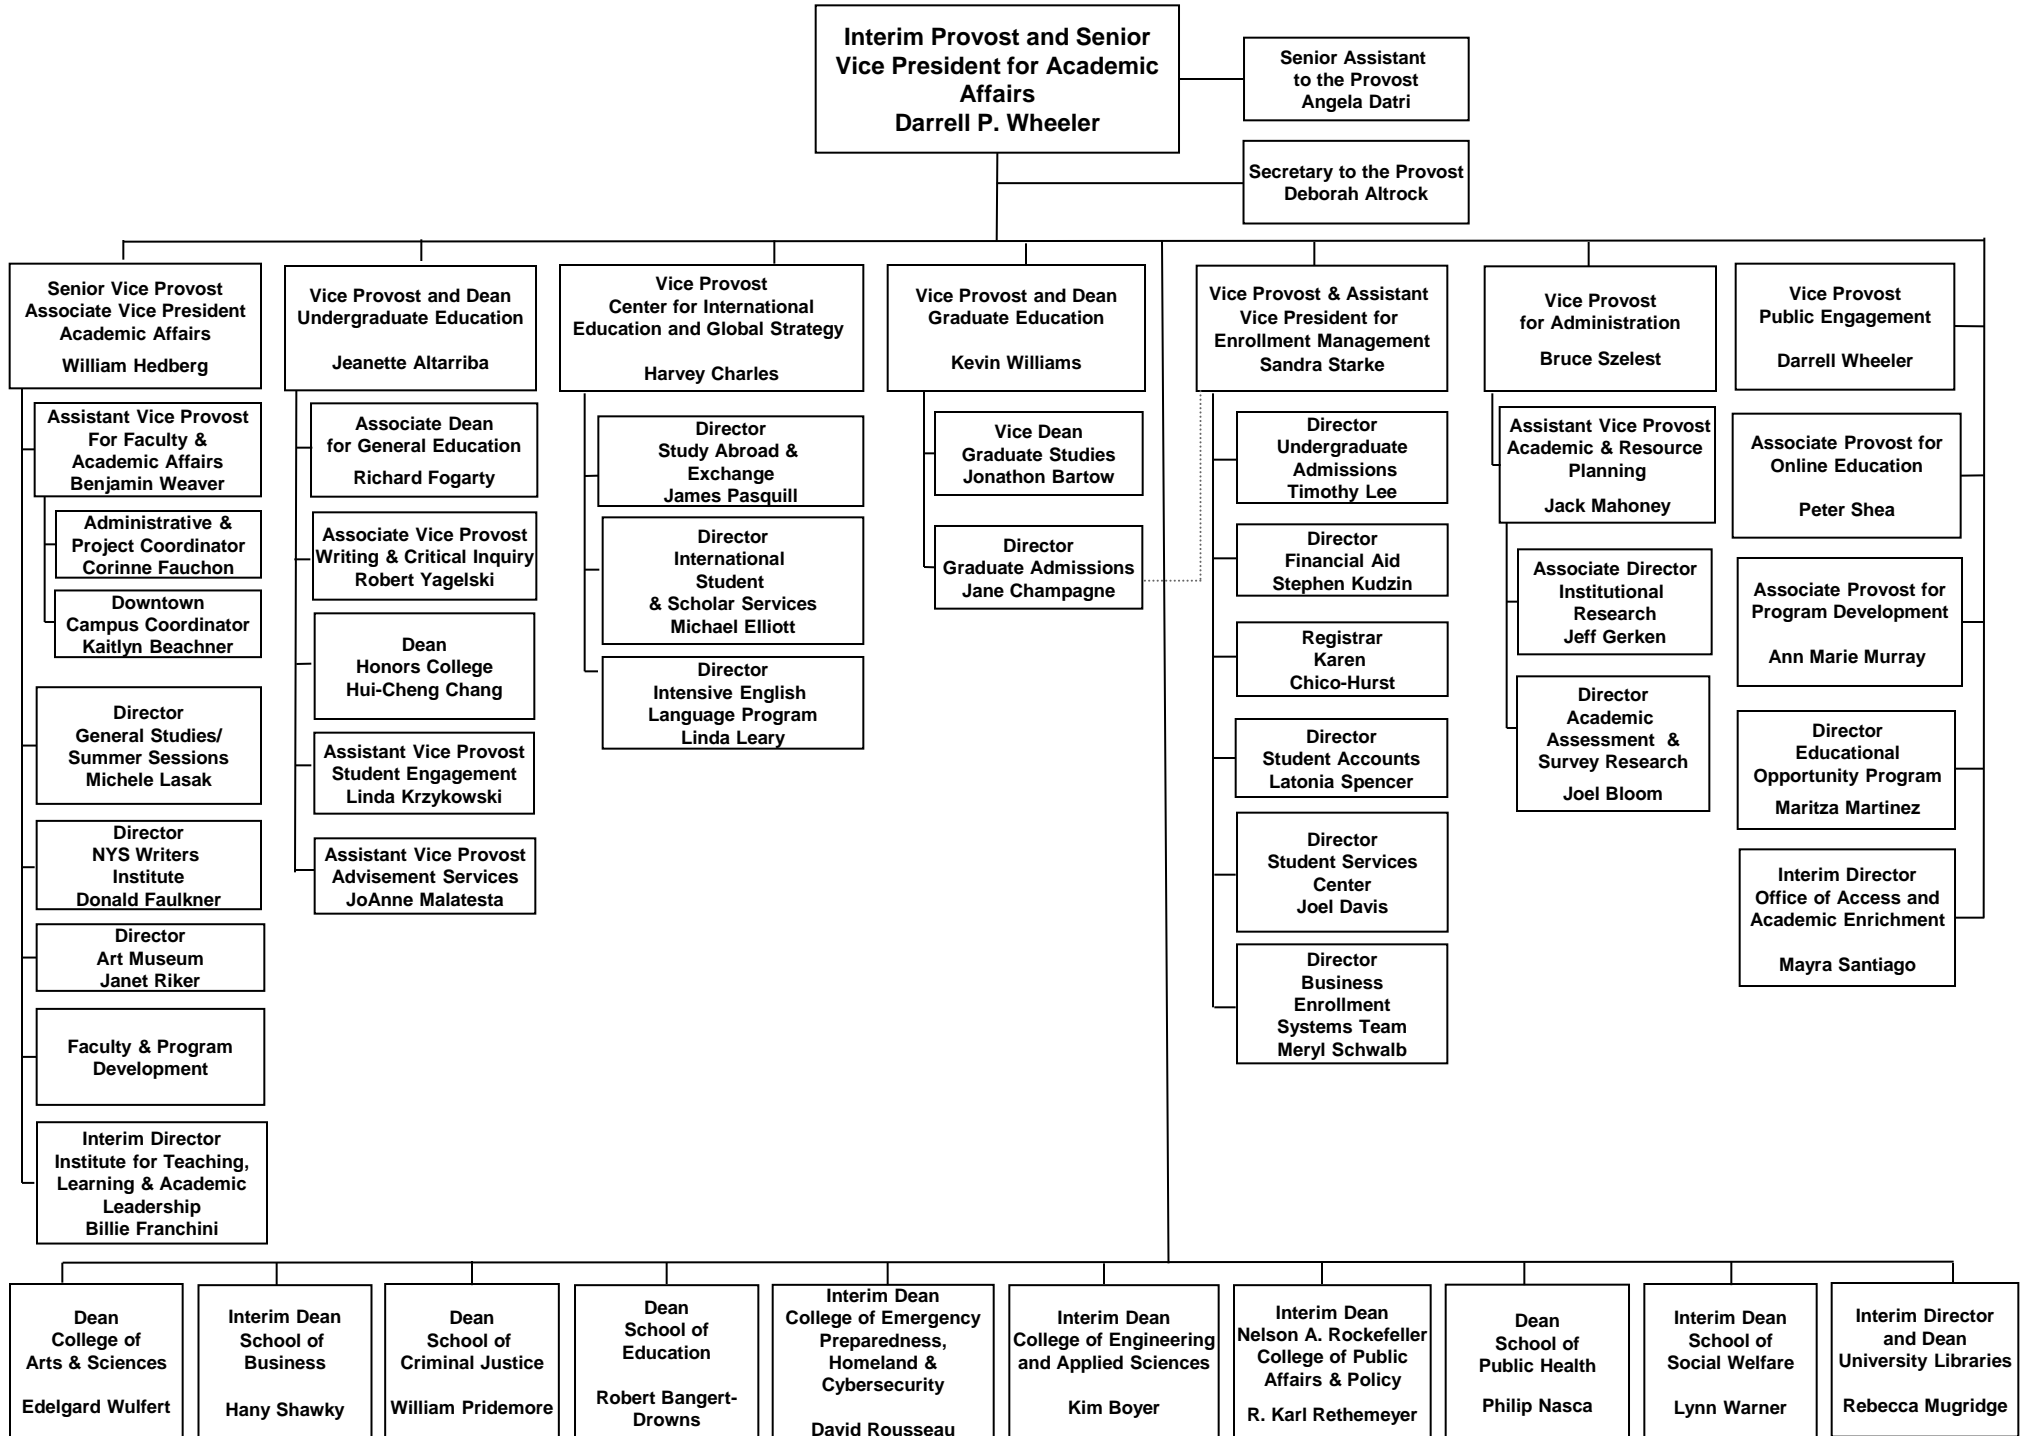 Interim Provost and Senior
Vice President for Academic
Affairs
Darrell P. Wheeler
Senior Assistant
to the Provost
Angela Datri
Secretary to the Provost
Deborah Altrock
Senior Vice Provost
Associate Vice President
Academic Affairs
William Hedberg
Assistant Vice Provost
For Faculty &
Academic Affairs
Benjamin Weaver
Administrative &
Project Coordinator
Corinne Fauchon
Downtown
Campus Coordinator
Kaitlyn Beachner
Director
General Studies/
Summer Sessions
Michele Lasak
Director
NYS Writers
Institute
Donald Faulkner
Director
Art Museum
Janet Riker
Faculty & Program
Development
Interim Director
Institute for Teaching,
Learning & Academic
Leadership
Billie Franchini
Vice Provost and Dean
Undergraduate Education
Jeanette Altarriba
Associate Dean
for General Education
Richard Fogarty
Associate Vice Provost
Writing & Critical Inquiry
Robert Yagelski
Dean
Honors College
Hui-Cheng Chang
Assistant Vice Provost
Student Engagement
Linda Krzykowski
Assistant Vice Provost
Advisement Services
JoAnne Malatesta
Vice Provost
Center for International
Education and Global Strategy
Harvey Charles
Director
Study Abroad &
Exchange
James Pasquill
Director
International
Student
& Scholar Services
Michael Elliott
Director
Intensive English
Language Program
Linda Leary
Vice Provost and Dean
Graduate Education
Kevin Williams
Vice Dean
Graduate Studies
Jonathon Bartow
Director
Graduate Admissions
Jane Champagne
Vice Provost & Assistant
Vice President for
Enrollment Management
Sandra Starke
Director
Undergraduate
Admissions
Timothy Lee
Director
Financial Aid
Stephen Kudzin
Registrar
Karen
Chico-Hurst
Director
Student Accounts
Latonia Spencer
Director
Student Services
Center
Joel Davis
Director
Business
Enrollment
Systems Team
Meryl Schwalb
Vice Provost
for Administration
Bruce Szelest
Assistant Vice Provost
Academic & Resource
Planning
Jack Mahoney
Associate Director
Institutional
Research
Jeff Gerken
Director
Academic
Assessment &
Survey Research
Joel Bloom
Vice Provost
Public Engagement
Darrell Wheeler
Associate Provost for
Online Education
Peter Shea
Associate Provost for
Program Development
Ann Marie Murray
Director
Educational
Opportunity Program
Maritza Martinez
Interim Director
Office of Access and
Academic Enrichment
Mayra Santiago
Dean
College of
Arts & Sciences
Edelgard Wulfert
Interim Dean
School of
Business
Hany Shawky
Dean
School of
Criminal Justice
William Pridemore
Dean
School of
Education
Robert Bangert-
Drowns
Interim Dean
College of Emergency
Preparedness,
Homeland &
Cybersecurity
David Rousseau
Interim Dean
College of Engineering
and Applied Sciences
Kim Boyer
Interim Dean
Nelson A. Rockefeller
College of Public
Affairs & Policy
R. Karl Rethemeyer
Dean
School of
Public Health
Philip Nasca
Interim Dean
School of
Social Welfare
Lynn Warner
Interim Director
and Dean
University Libraries
Rebecca Mugridge